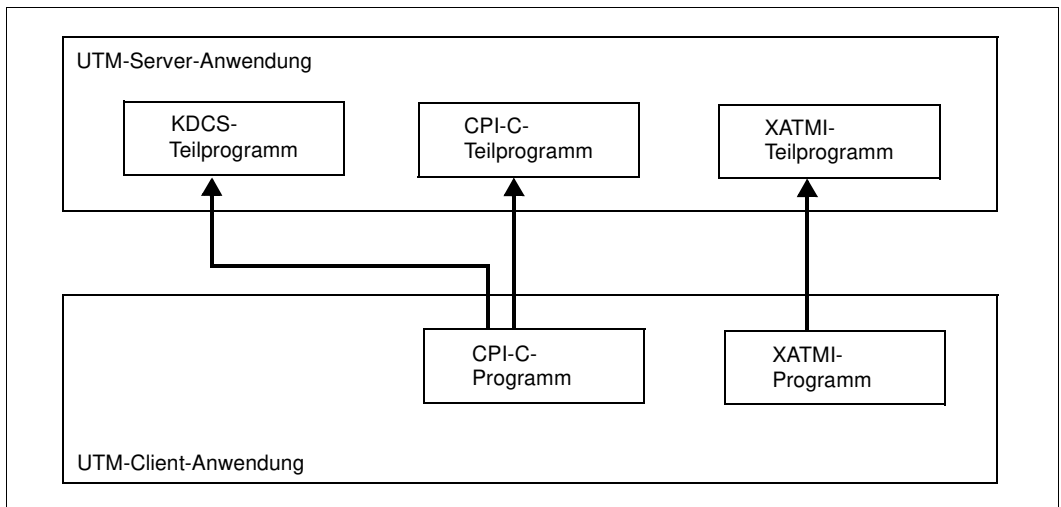 UTM-Server-Anwendung
KDCS-
Teilprogramm
CPI-C-
Teilprogramm
XATMI-
Teilprogramm
CPI-C-
Programm
XATMI-
Programm
UTM-Client-Anwendung